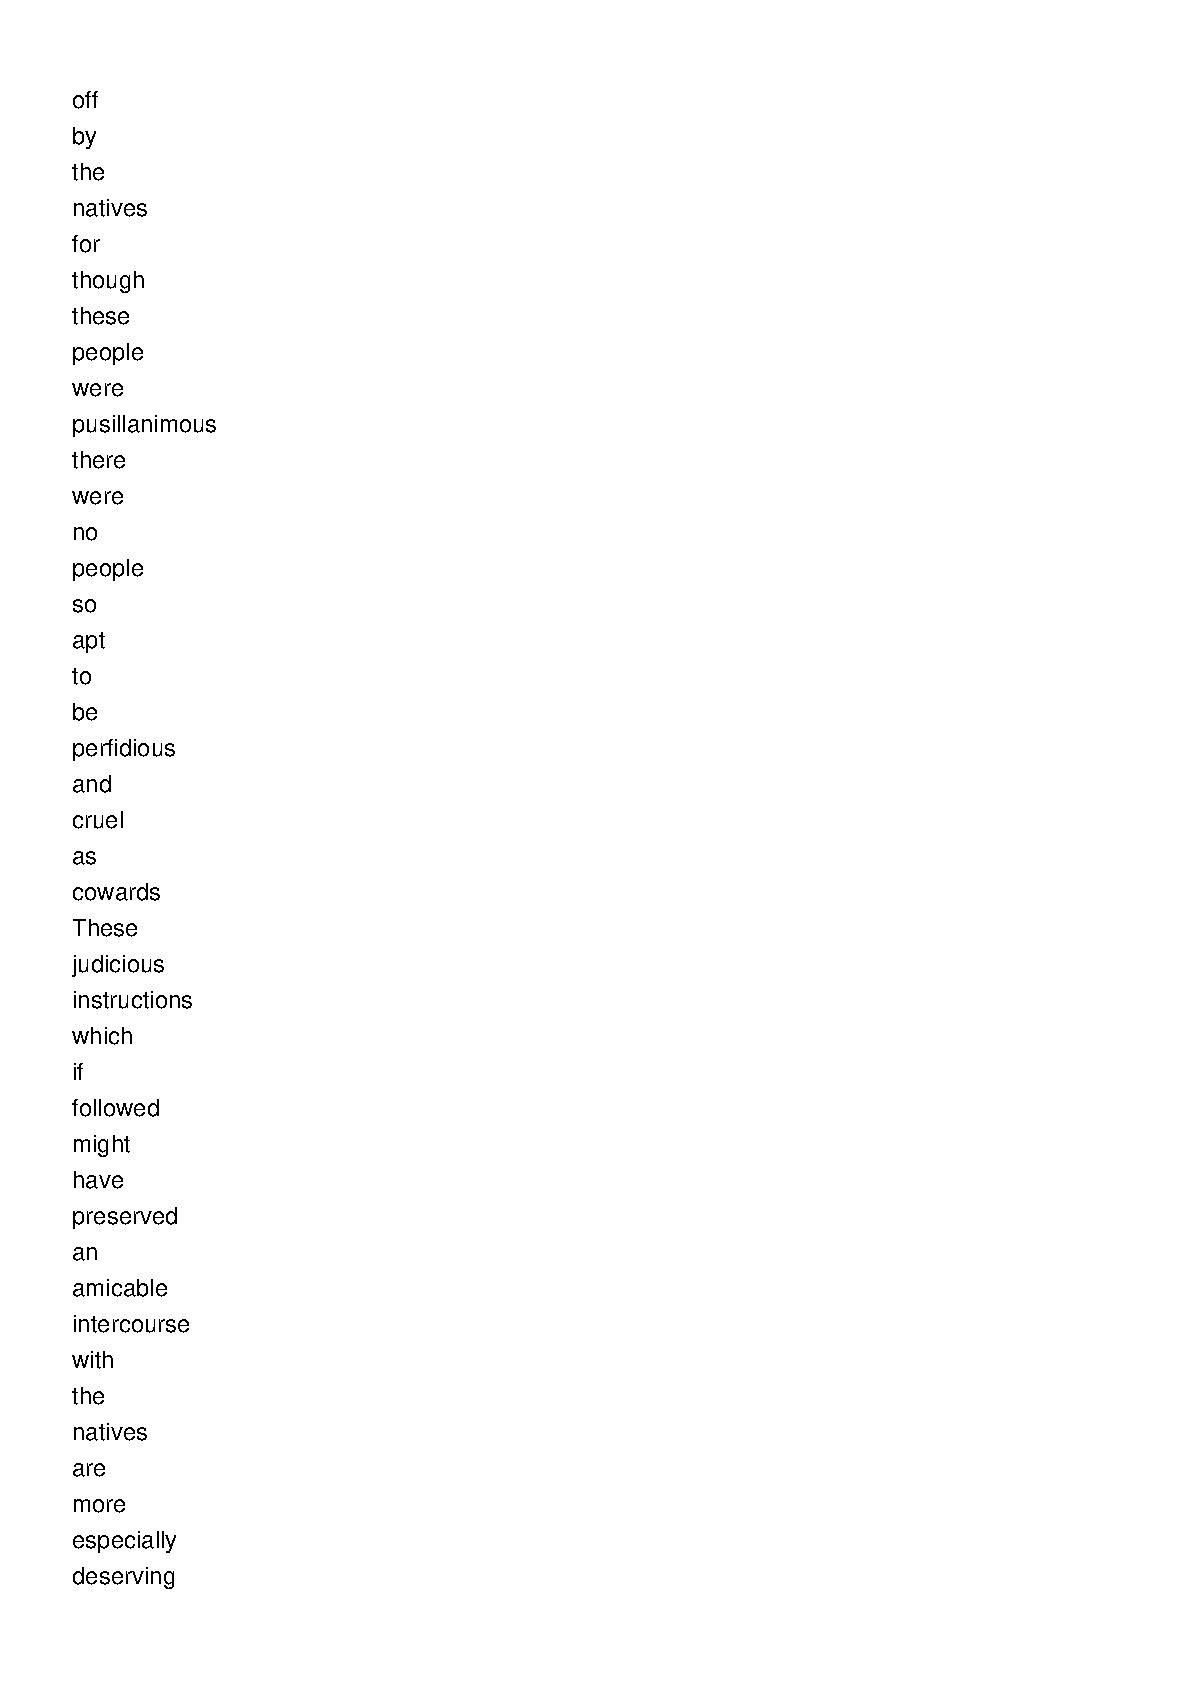 off
by
the
natives
for
though
these
people
were
pusillanimous
there
were
no
people
so
apt
to
be
perfidious
and
cruel
as
cowards
These
judicious
instructions
which
if
followed
might
have
preserved
an
amicable
intercourse
with
the
natives
are
more
especially
deserving